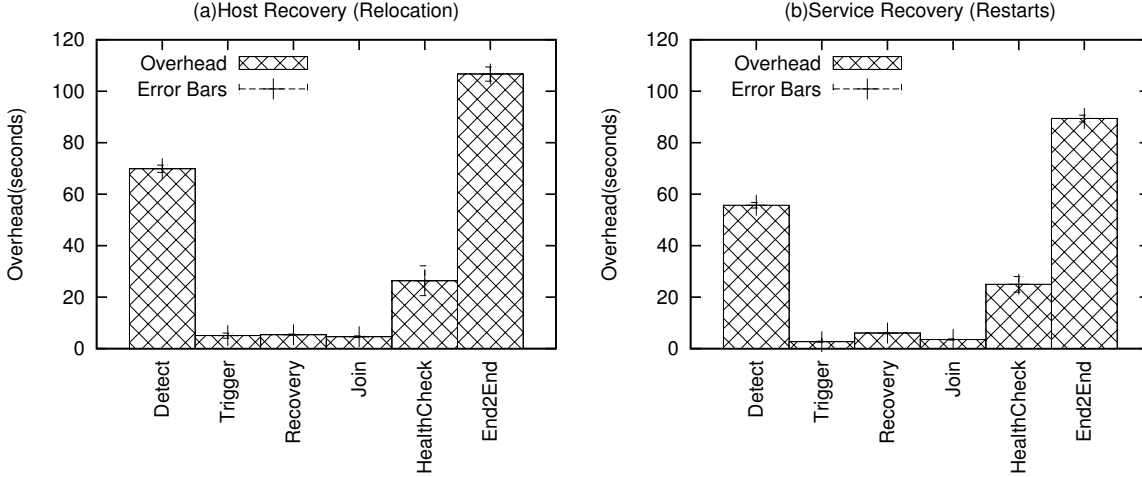 (a)Host Recovery (Relocation)
120
100
80
60
40
20
0
Overhead(seconds)
Overhead
Error Bars
Detect
Trigger
Recovery
Join
HealthCheck
End2End
(b)Service Recovery (Restarts)
120
100
80
60
40
20
0
Overhead(seconds)
Overhead
Error Bars
Detect
Trigger
Recovery
Join
HealthCheck
End2End